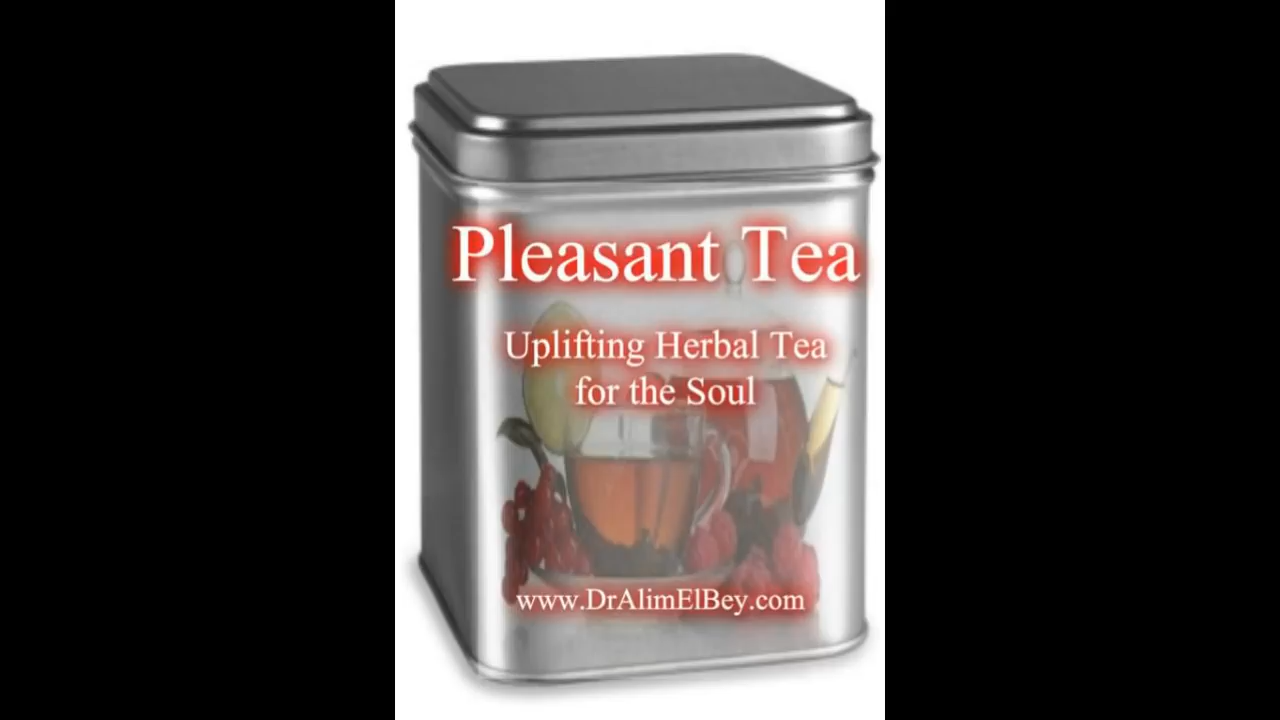 Pleasant Tea
Uplifting Herbal Tea
for the Soul
www.DrAlimElBey.com